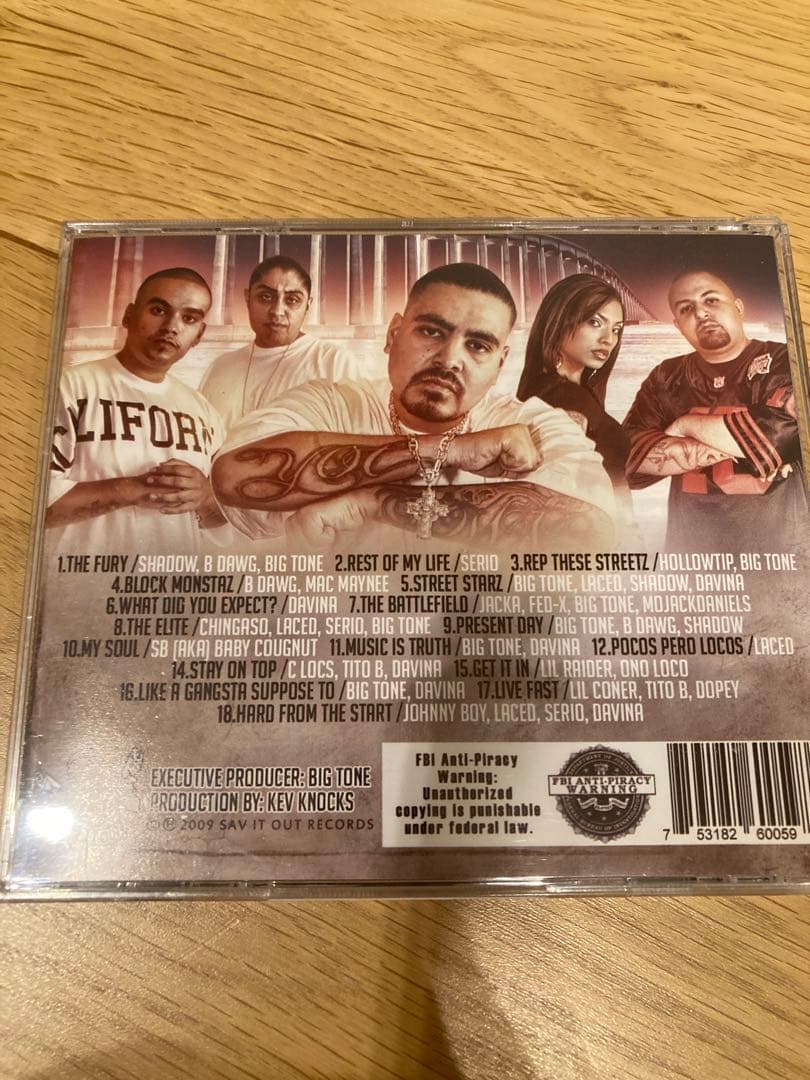 LIFORN
YOC
1.THE FURY /SHADOW, B DAWG, BIG TONE 2.REST OF MY LIFE /SERIO 3.REP THESE STREETZ /HOLLOWTIP, BIG TONE
4.BLOCK MONSTAZ /B DAWG, MAC MAYNEE 5.STREET STARZ /BIG TONE, LACED, SHADOW, DAVINA
6.WHAT DID YOU EXPECT? /DAVINA 7.THE BATTLEFIELD /JACKA, FED-X, BIG TONE, MOJACKDANIELS
8.THE ELITE /CHINGASO, LACED, SERIO, BIG TONE 9.PRESENT DAY /BIG TONE, B DAWG, SHADOW
10.MY SOUL /SB (AKA) BABY COUGNUT 11.MUSIC IS TRUTH /BIG TONE, DAVINA 12.POCOS PERO LOCOS /LACED
14.STAY ON TOP /C LOCS, TITO B, DAVINA 15.GET IT IN /LIL RAIDER, ONO LOCO
16.LIKE A GANGSTA SUPPOSE TO /BIG TONE, DAVINA 17.LIVE FAST /LIL CONER, TITO B, DOPEY
18.HARD FROM THE START /JOHNNY BOY, LACED, SERIO, DAVINA
EXECUTIVE PRODUCER: BIG TONE
PRODUCTION BY: KEV KNOCKS
© ℗ 2009 SAV IT OUT RECORDS
FBI Anti-Piracy
Warning:
Unauthorized
copying is punishable
under federal law.
FBI ANTI-PIRACY
WARNING
7 53182 60059